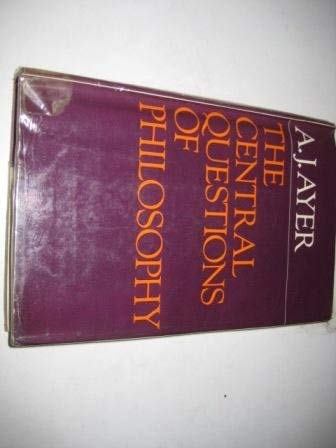 A.J. AYER
THE
CENTRAL
QUESTIONS
OF
PHILOSOPHY